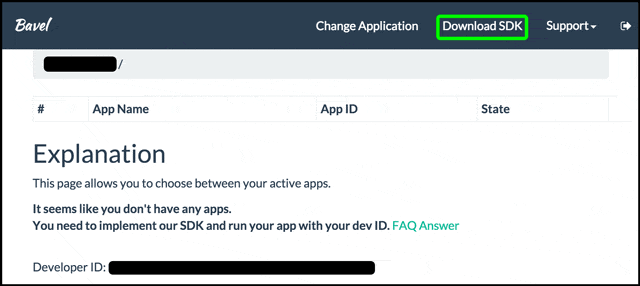 Bavel
Change Application Download SDK Support
/
# App Name App ID State
Explanation
This page allows you to choose between your active apps.
It seems like you don't have any apps.
You need to implement our SDK and run your app with your dev ID. FAQ Answer
Developer ID: